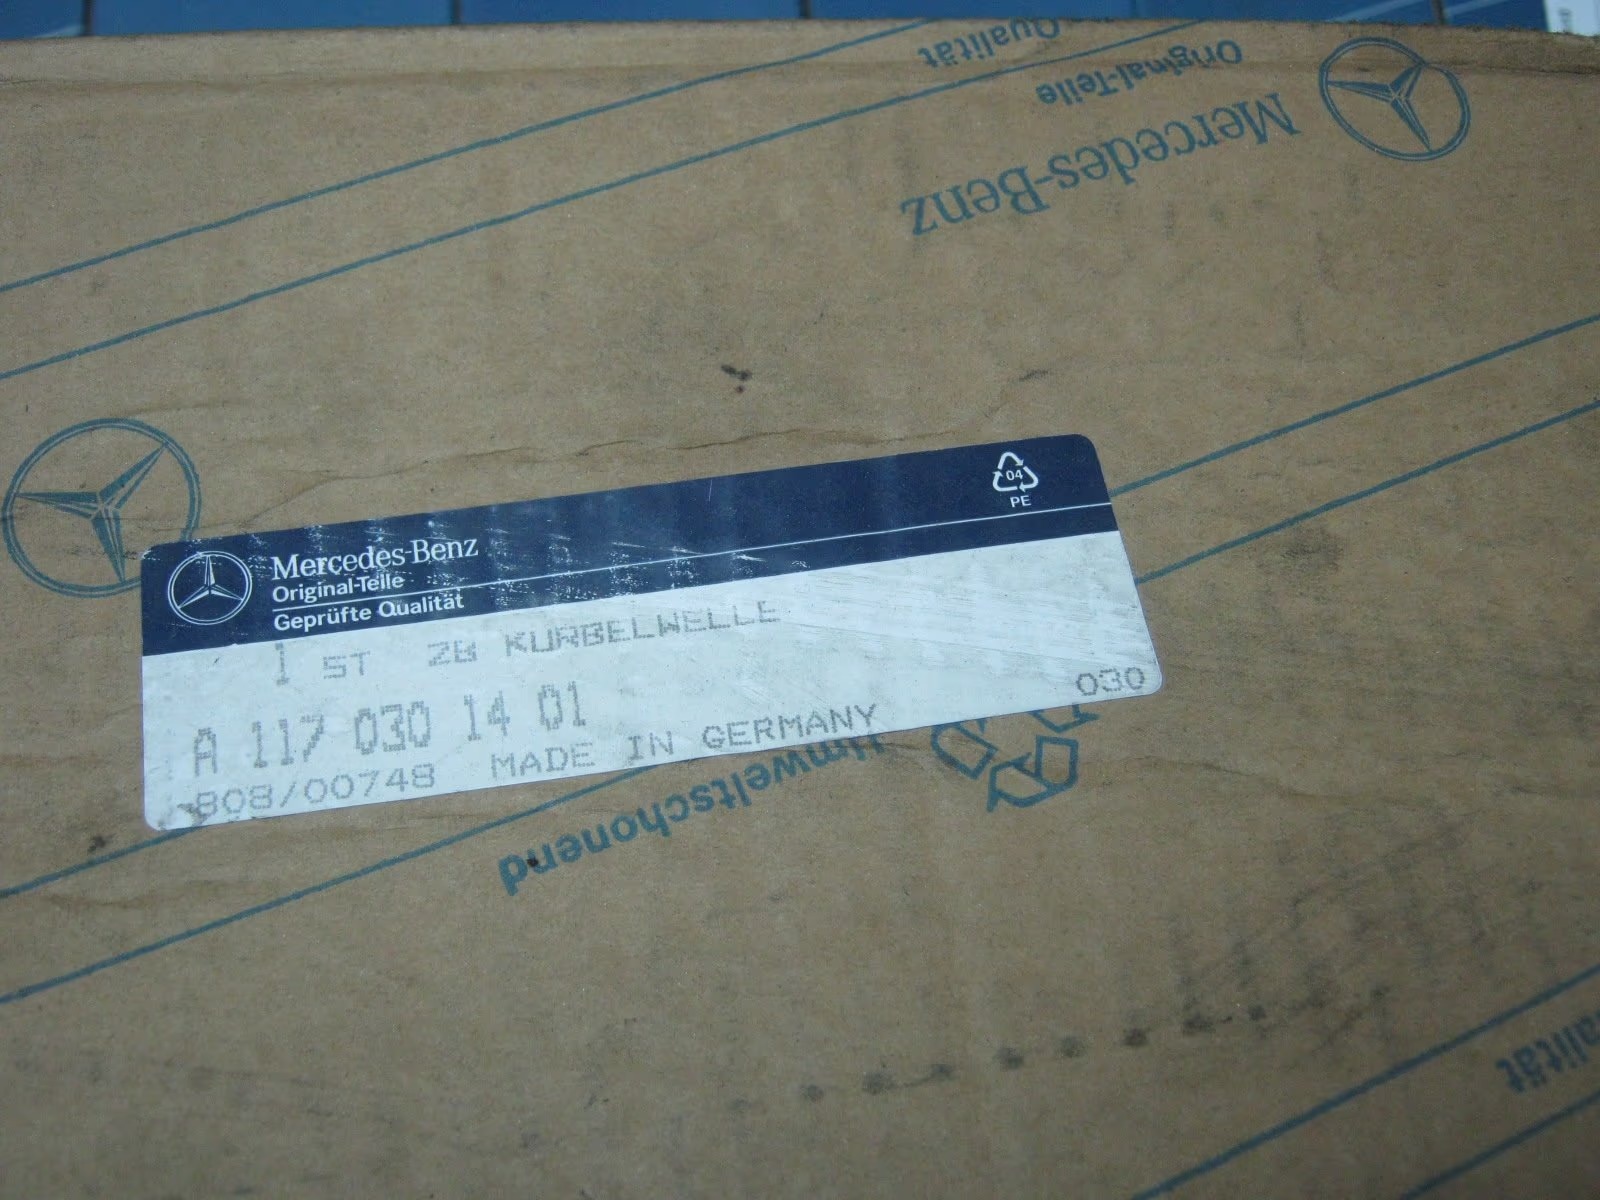 Qualität
Original-Teile
Mercedes-Benz
04
PE
Mercedes-Benz
Original-Teile
Geprüfte Qualität
1 ST ZB KURBELWELLE
A 117 030 14 01
030
808/00748 MADE IN GERMANY
Umweltschonend